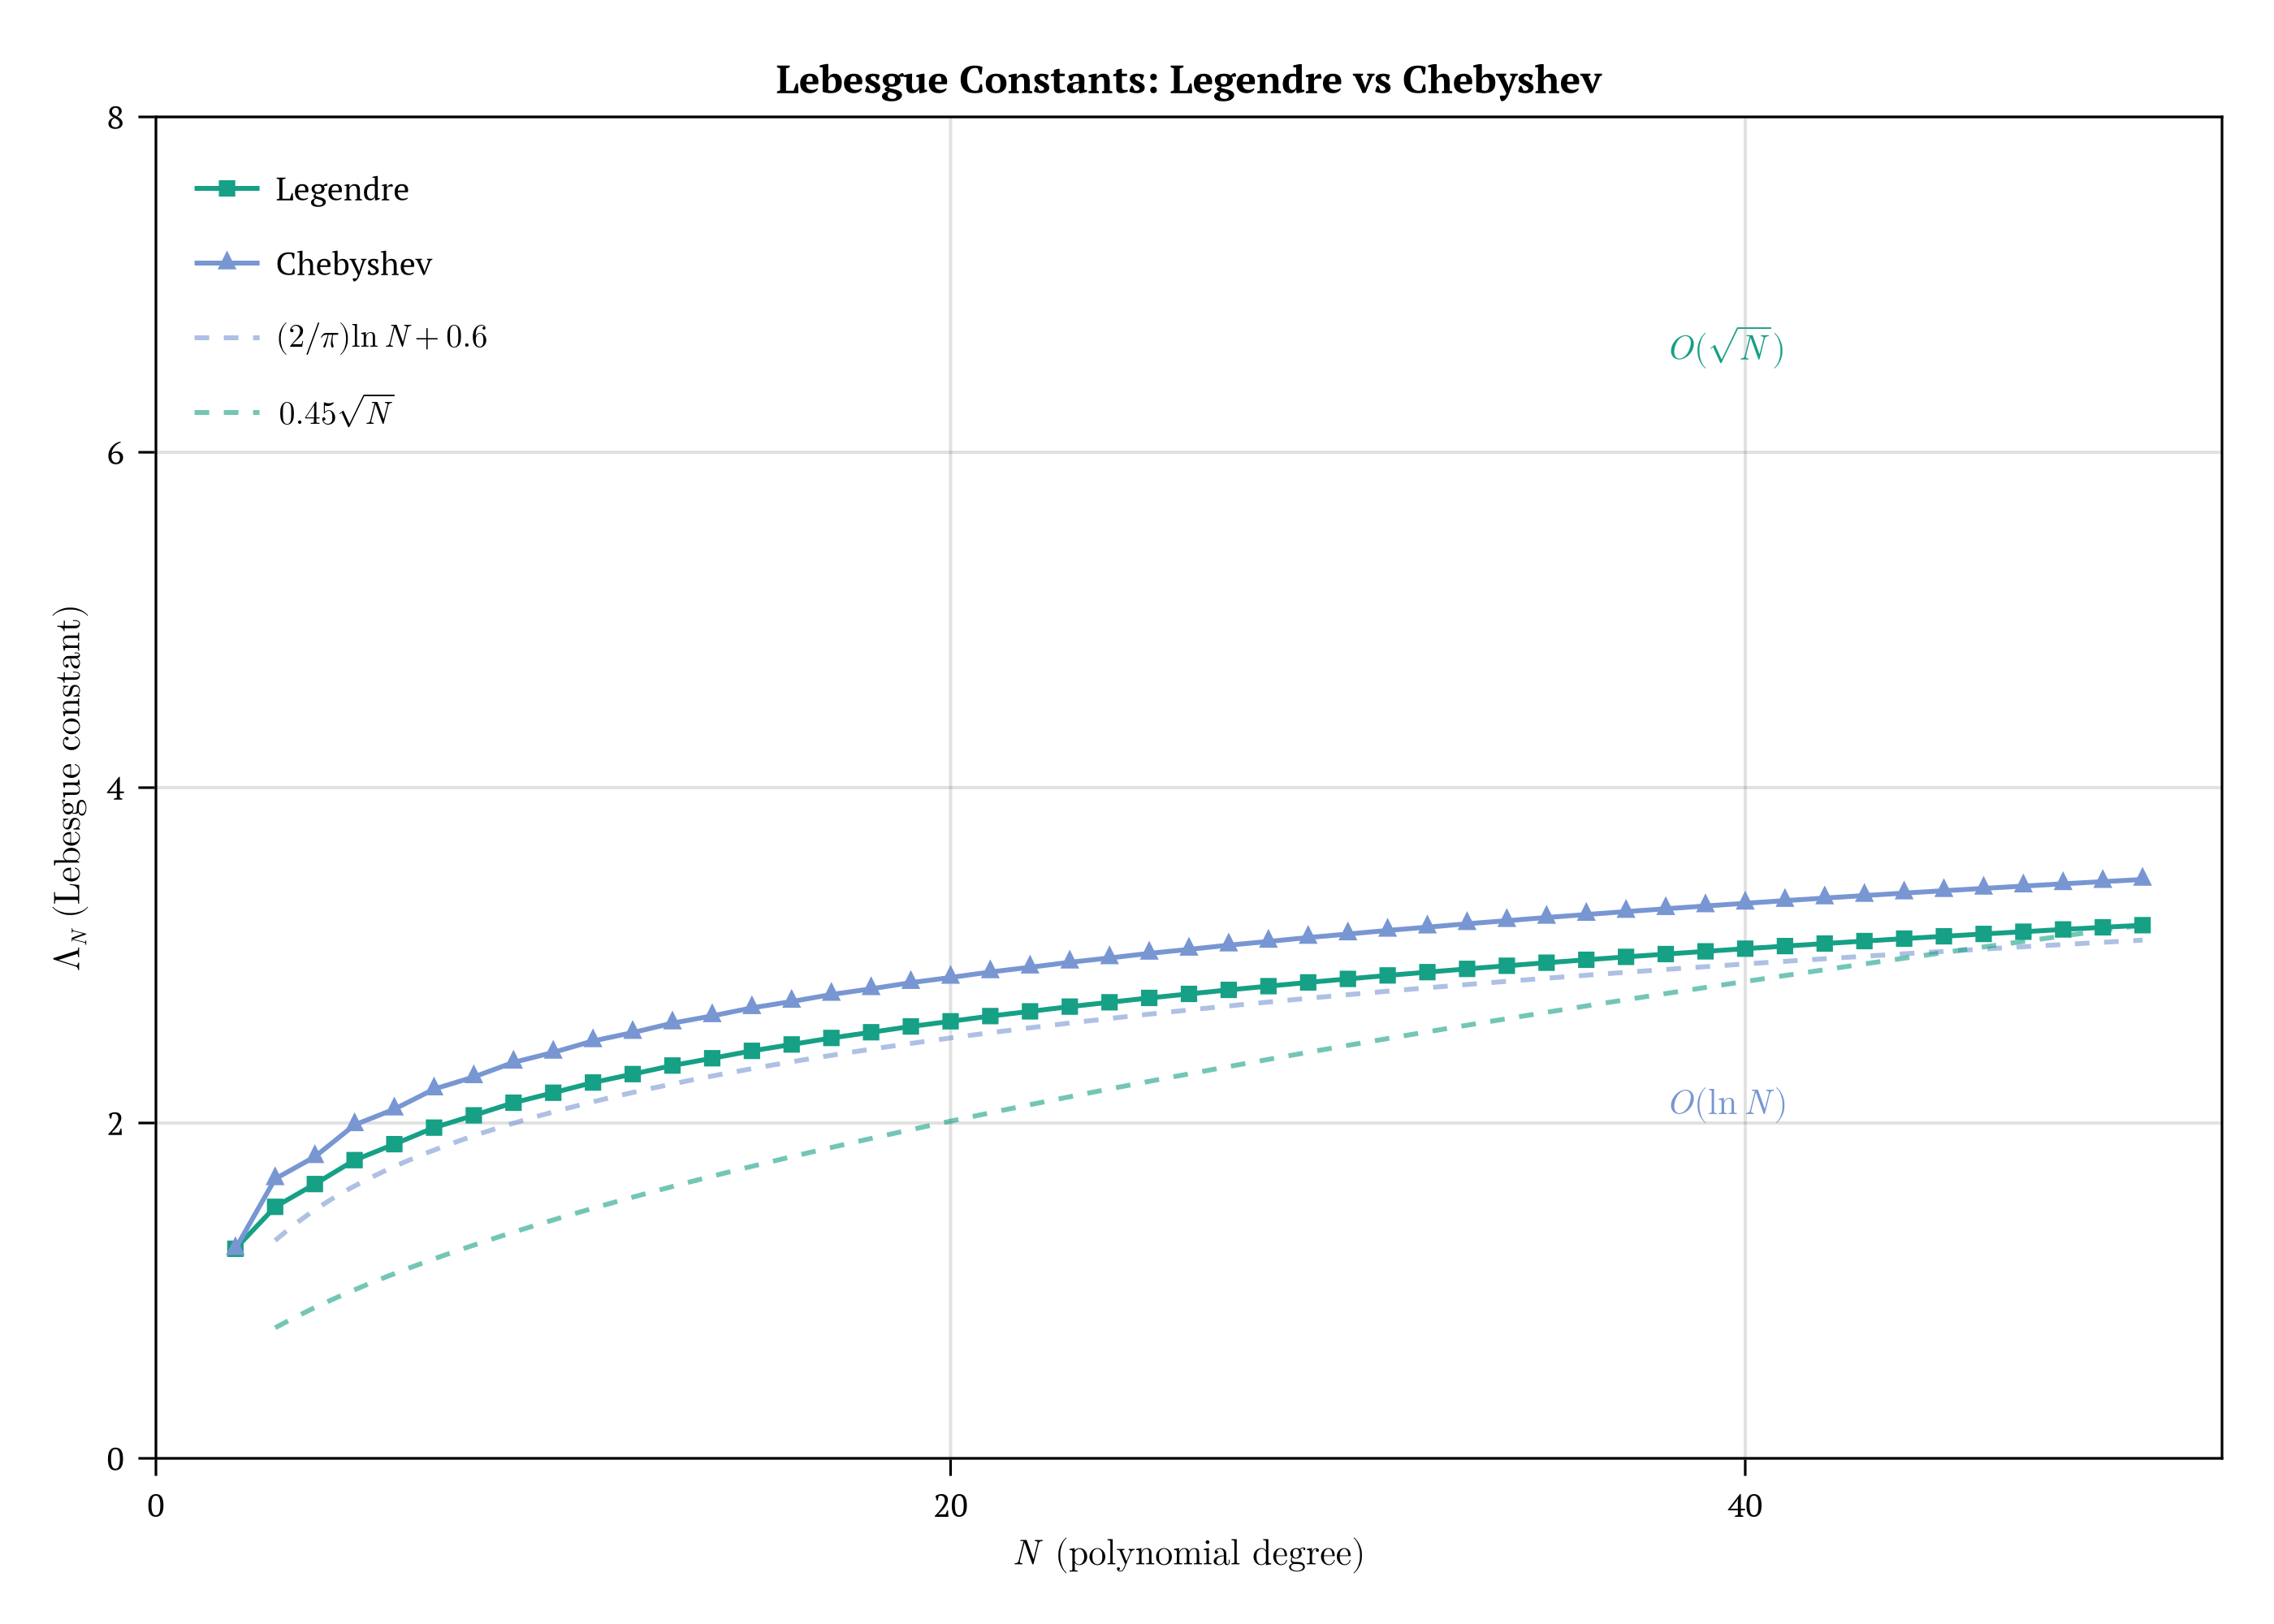 Lebesgue Constants: Legendre vs Chebyshev
8
Legendre
Chebyshev
(2/π)ln N + 0.6
0.45√N
O(√N)
6
4
2
0
O(ln N)
Λ_N (Lebesgue constant)
0 20 40
N (polynomial degree)